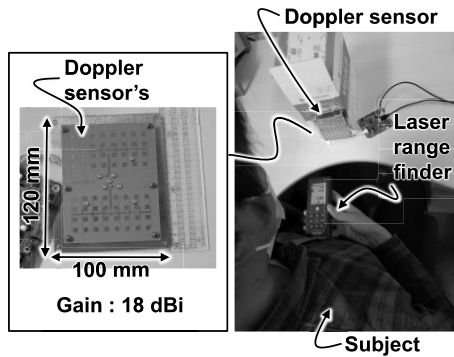 Doppler sensor
Doppler
sensor's
120 mm
100 mm
Gain : 18 dBi
Laser
range
finder
Subject